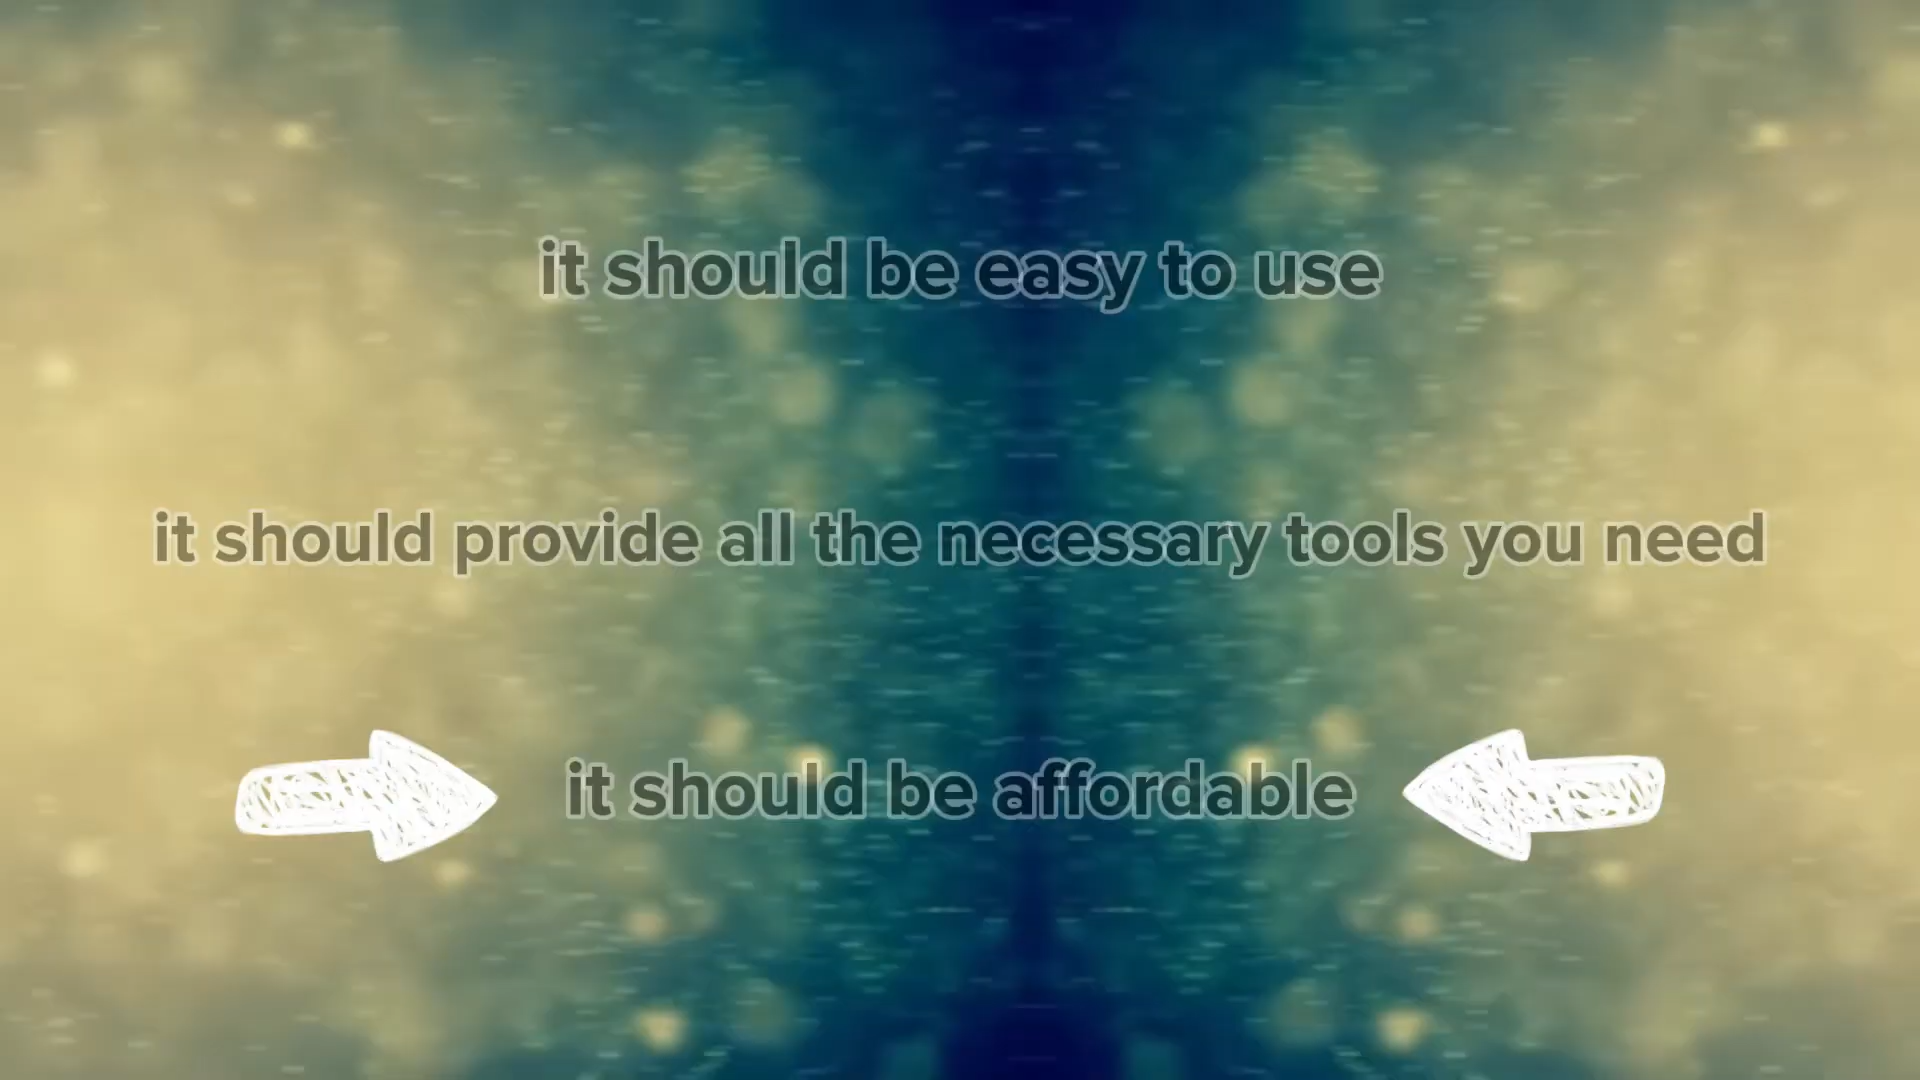 it should be easy to use
it should provide all the necessary tools you need
it should be affordable